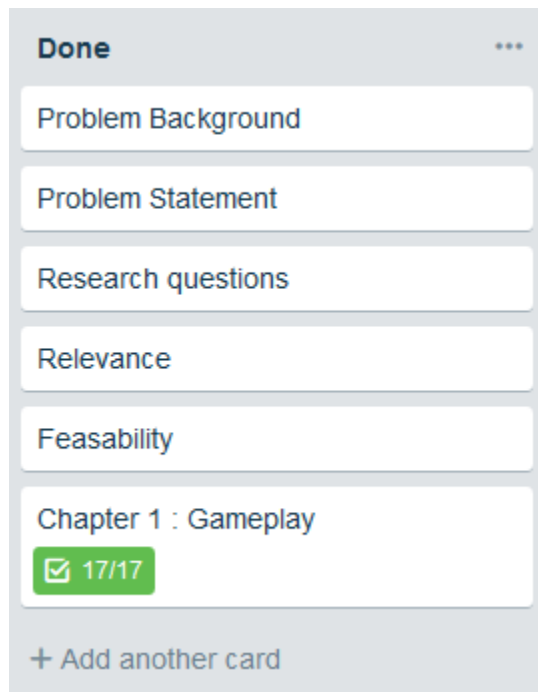 Done
Problem Background
Problem Statement
Research questions
Relevance
Feasability
Chapter 1 : Gameplay
17/17
+ Add another card